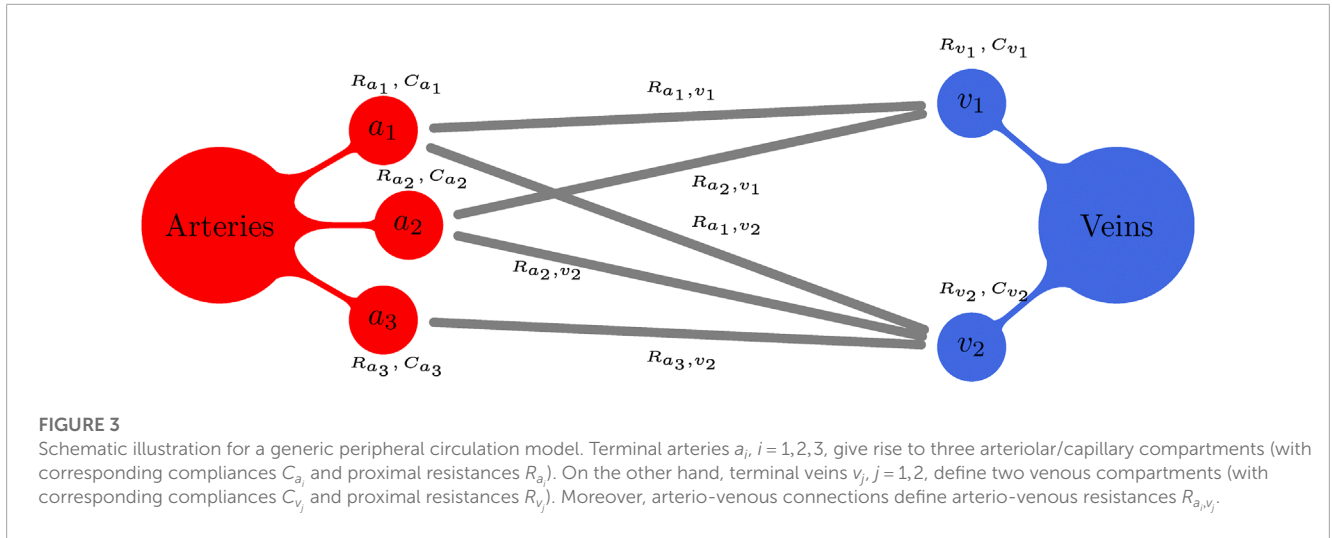 R_{a_1}, C_{a_1}
a_1
R_{a_2}, C_{a_2}
a_2
a_3
R_{a_3}, C_{a_3}
Arteries
R_{a_1,v_1}
R_{a_2,v_1}
R_{a_1,v_2}
R_{a_2,v_2}
R_{a_3,v_2}
R_{v_1}, C_{v_1}
v_1
Veins
R_{v_2}, C_{v_2}
v_2
FIGURE 3
Schematic illustration for a generic peripheral circulation model. Terminal arteries a_i, i = 1,2,3, give rise to three arteriolar/capillary compartments (with
corresponding compliances C_{a_i} and proximal resistances R_{a_i}). On the other hand, terminal veins v_j, j = 1,2, define two venous compartments (with
corresponding compliances C_{v_j} and proximal resistances R_{v_j}). Moreover, arterio-venous connections define arterio-venous resistances R_{a_i,v_j}.